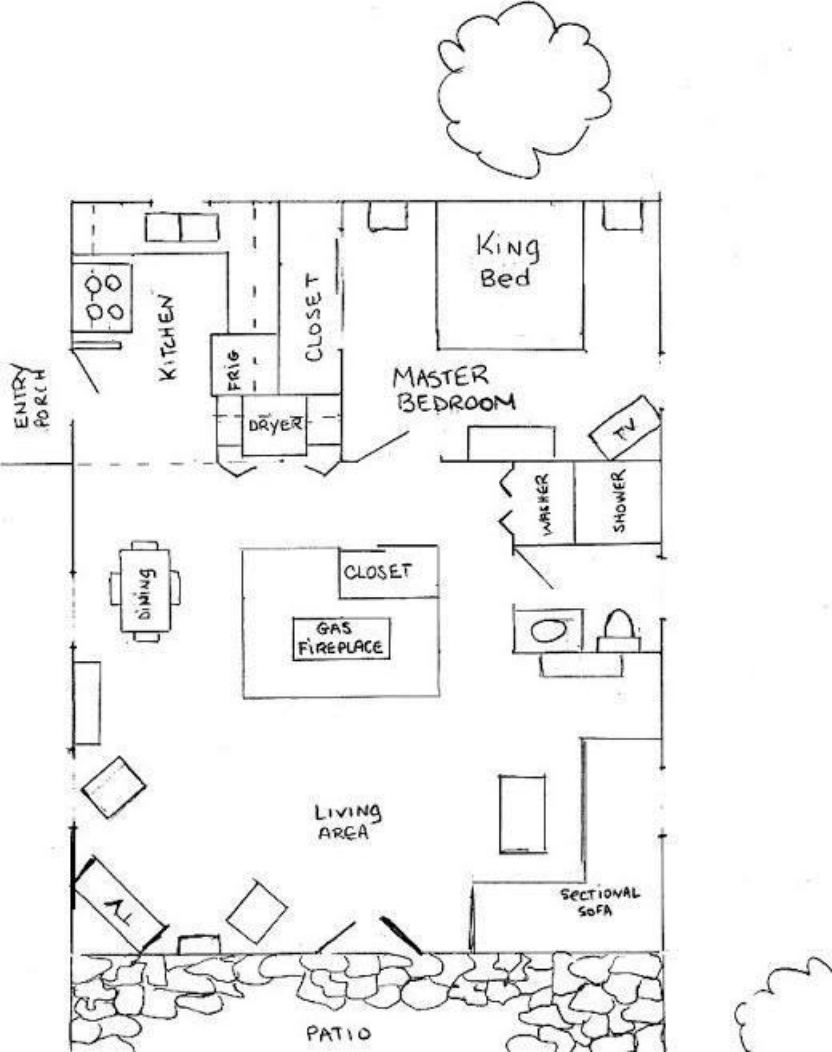 King
Bed
KITCHEN
CLOSET
FRIG
ENTRY
PORCH
MASTER
BEDROOM
DRYER
TV
WASHER
SHOWER
CLOSET
DINING
GAS
FIREPLACE
LIVING
AREA
SECTIONAL
SOFA
TV
PATIO